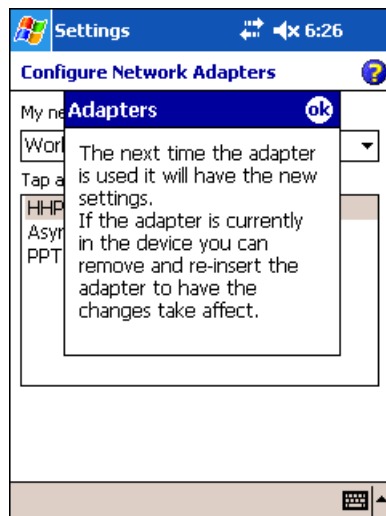 Settings 6:26
Configure Network Adapters ?
My ne
Adapters ok
Worl
The next time the adapter
is used it will have the new
settings.
If the adapter is currently
in the device you can
remove and re-insert the
adapter to have the
changes take affect.
Tap a
HHP
Asyn
PPT